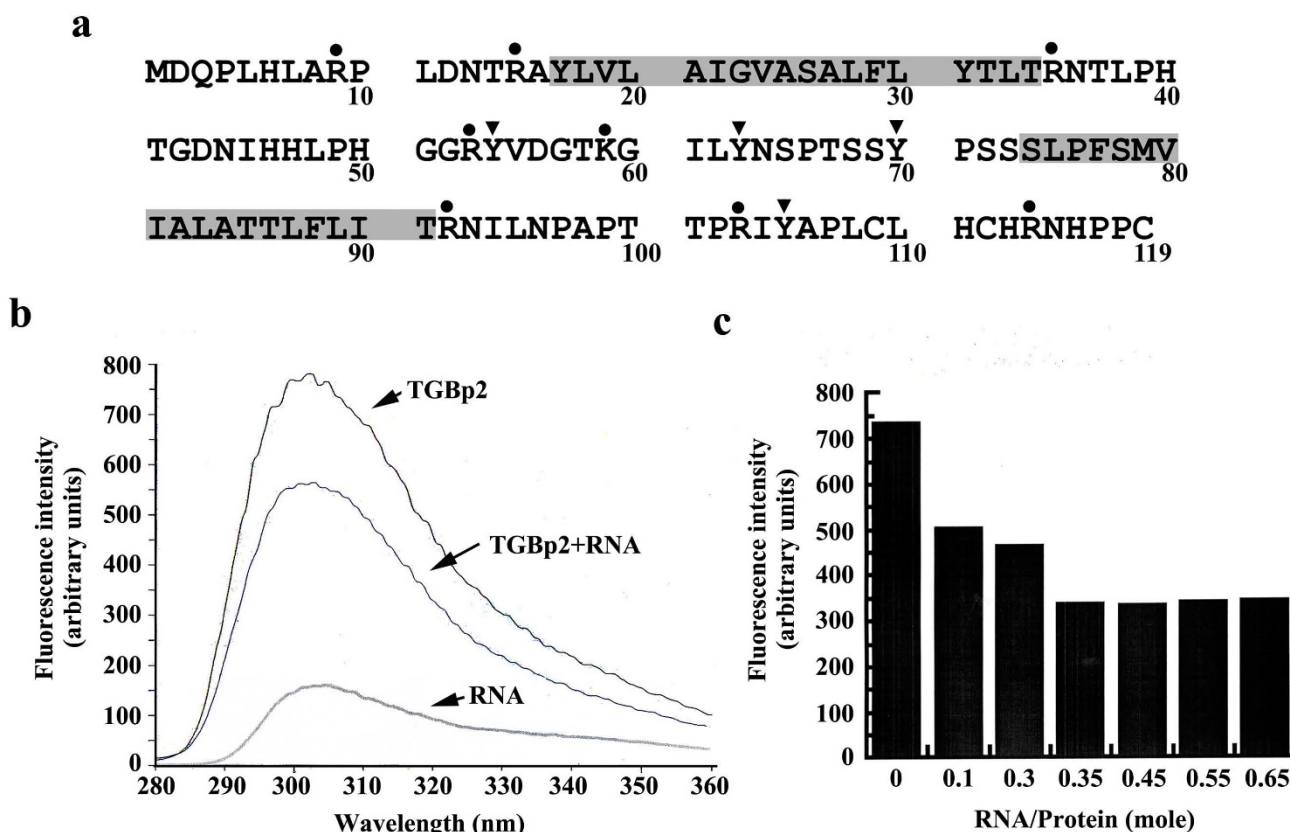 a
MDQPLHLARP LDNTRAYLVL AIGVASALFL YTLTRNTLPH
10 20 30 40
TGDNIHHLPH GGRYVDGTKG ILYNSPTSSY PSSSLPFSMV
50 60 70 80
IALATTLFLI TRNILNPAPT TPRIYAPLCL HCHRNHPPC
90 100 110 119
b
Fluorescence intensity
(arbitrary units)
800
700
600
500
400
300
200
100
0
TGBp2
TGBp2+RNA
RNA
280 290 300 310 320 330 340 350 360
Wavelength (nm)
c
Fluorescence intensity
(arbitrary units)
800
700
600
500
400
300
200
100
0
0 0.1 0.3 0.35 0.45 0.55 0.65
RNA/Protein (mole)